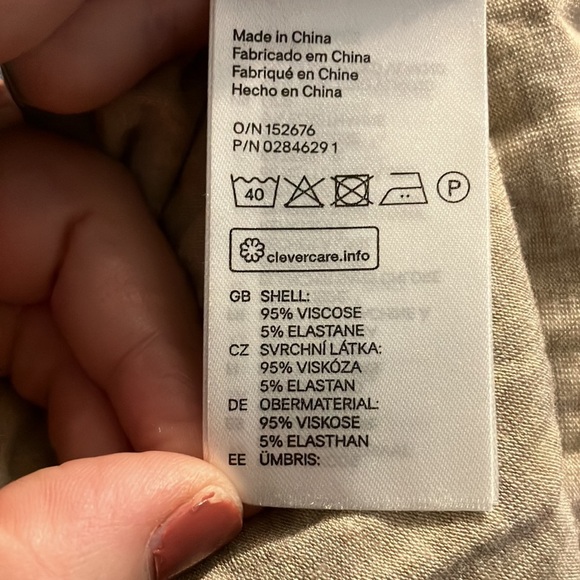 Made in China
Fabricado em China
Fabriqué en Chine
Hecho en China
O/N 152676
P/N 02846291
40 P
clevercare.info
GB SHELL:
95% VISCOSE
5% ELASTANE
CZ SVRCHNÍ LÁTKA:
95% VISKÓZA
5% ELASTAN
DE OBERMATERIAL:
95% VISKOSE
5% ELASTHAN
EE ÜMBRIS: